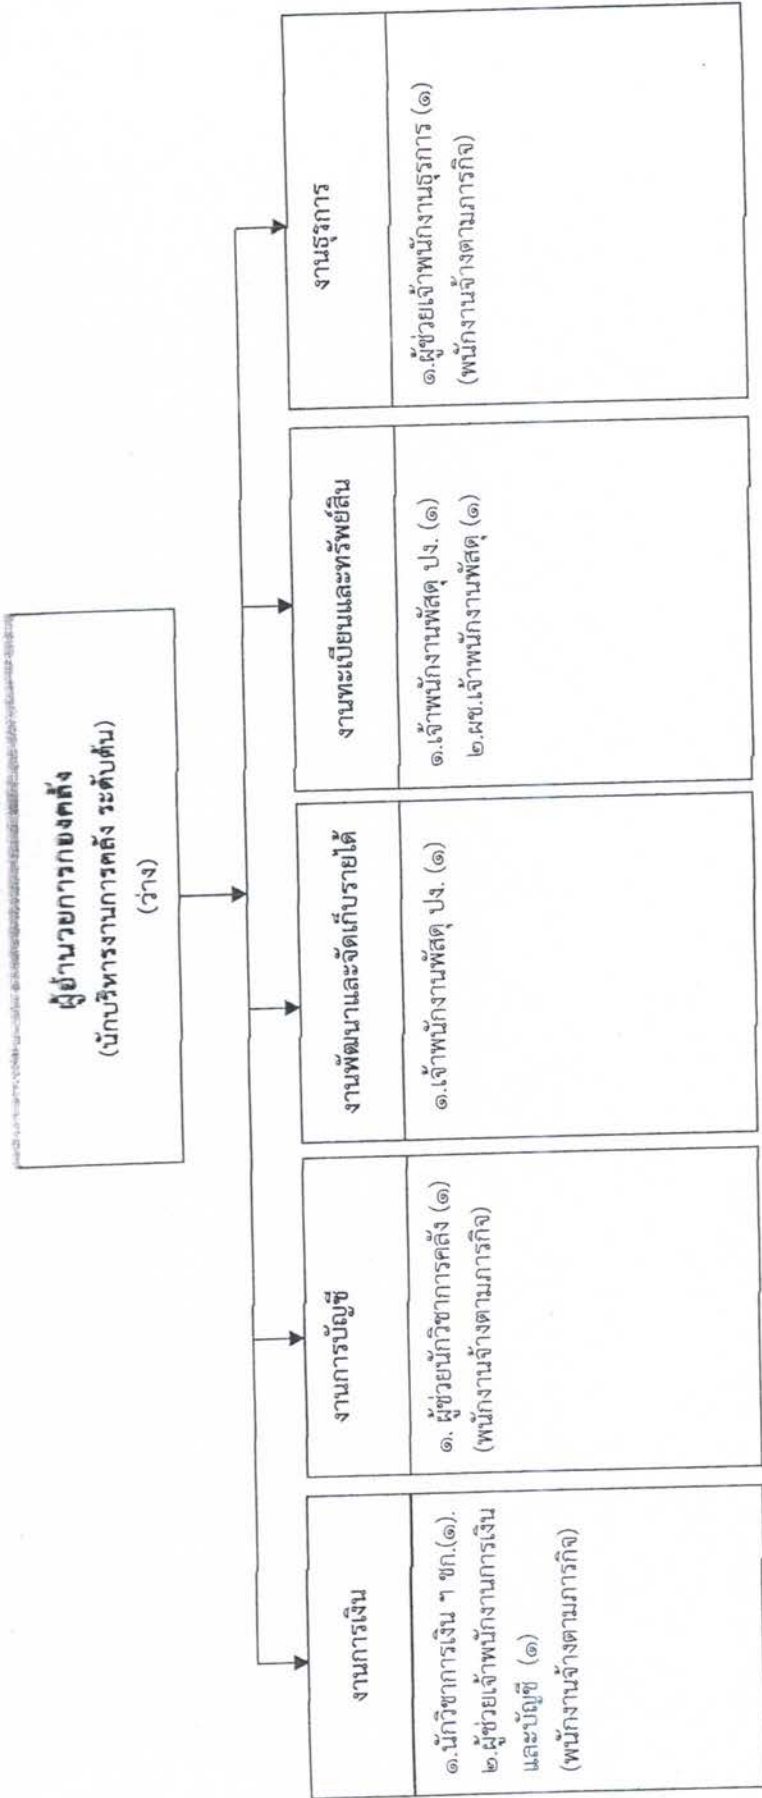 ผู้อำนวยการกองคลัง
(นักบริหารงานการคลัง ระดับต้น)
(ว่าง)
งานการเงิน
๑.นักวิชาการเงิน ๆ ชก.(๑).
๒.ผู้ช่วยเจ้าพนักงานการเงิน
และบัญชี (๑)
(พนักงานจ้างตามภารกิจ)
งานการบัญชี
๑. ผู้ช่วยนักวิชาการคลัง (๑)
(พนักงานจ้างตามภารกิจ)
งานพัฒนาและจัดเก็บรายได้
๑.เจ้าพนักงานพัสดุ ปง. (๑)
งานทะเบียนและทรัพย์สิน
๑.เจ้าพนักงานพัสดุ ปง. (๑)
๒.ผช.เจ้าพนักงานพัสดุ (๑)
งานธุรการ
๑.ผู้ช่วยเจ้าพนักงานธุรการ (๑)
(พนักงานจ้างตามภารกิจ)